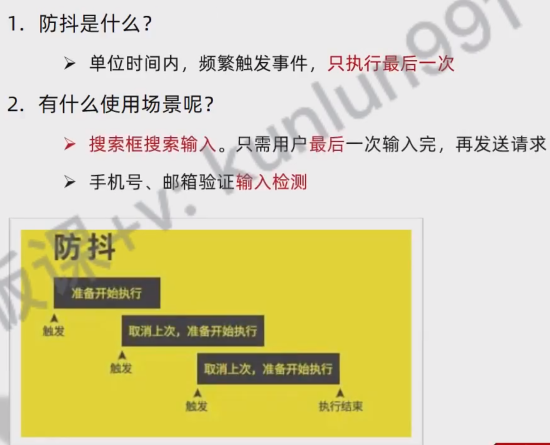 1. 防抖是什么？
➢ 单位时间内，频繁触发事件，只执行最后一次
2. 有什么使用场景呢？
➢ 搜索框搜索输入。只需用户最后一次输入完，再发送请求
➢ 手机号、邮箱验证输入检测
防抖
准备开始执行
触发
取消上次，准备开始执行
触发
取消上次，准备开始执行
触发
执行结束
版课+v: kunlun991